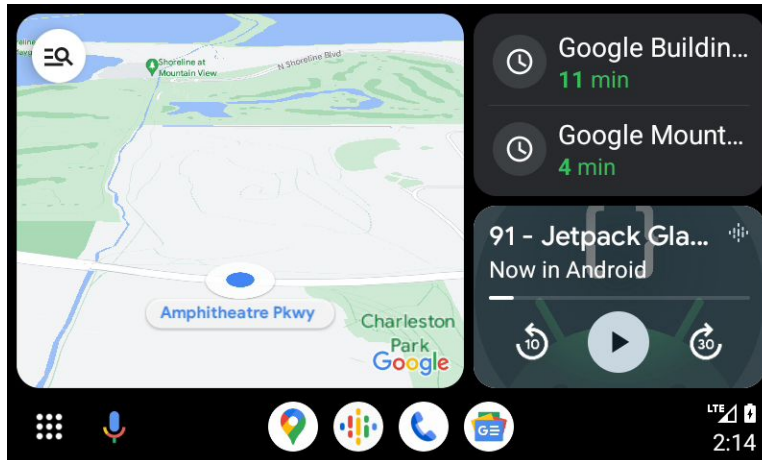 Shoreline at
Mountain View
N Shoreline Blvd
Amphitheatre Pkwy
Charleston
Park
Google
Google Buildin...
11 min
Google Mount...
4 min
91 - Jetpack Gla...
Now in Android
10
30
GE
LTE
2:14